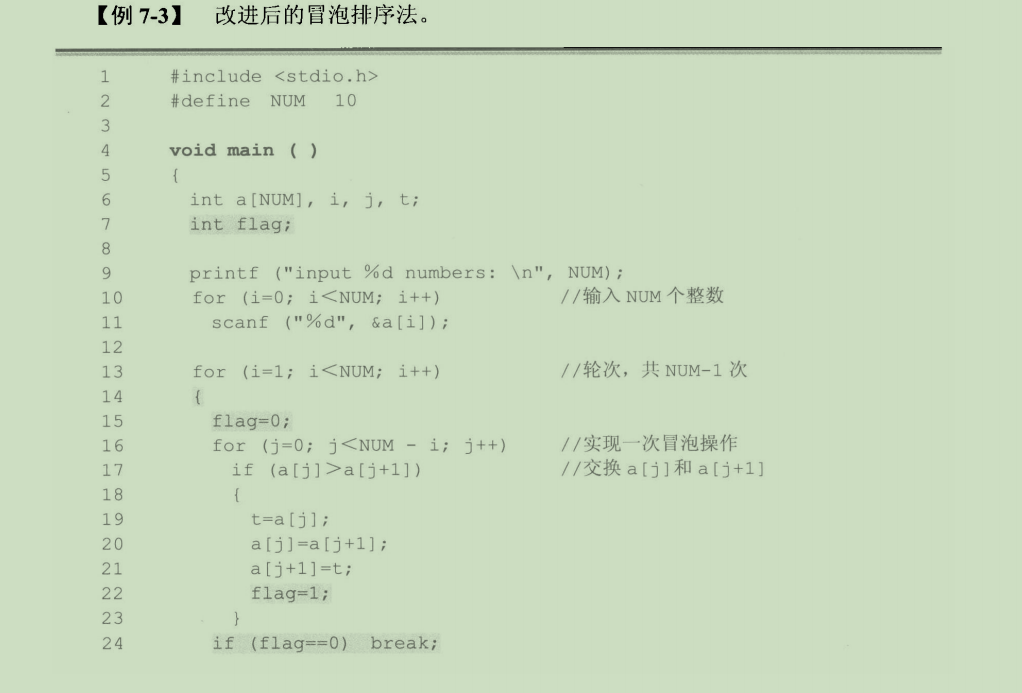 【例 7-3】 改进后的冒泡排序法。
1 #include <stdio.h>
2 #define NUM 10
3
4 void main ( )
5 {
6 int a[NUM], i, j, t;
7 int flag;
8
9 printf ("input %d numbers: \n", NUM);
10 for (i=0; i<NUM; i++) //输入 NUM 个整数
11 scanf ("%d", &a[i]);
12
13 for (i=1; i<NUM; i++) //轮次，共 NUM-1 次
14 {
15 flag=0;
16 for (j=0; j<NUM - i; j++) //实现一次冒泡操作
17 if (a[j]>a[j+1]) //交换 a[j]和 a[j+1]
18 {
19 t=a[j];
20 a[j]=a[j+1];
21 a[j+1]=t;
22 flag=1;
23 }
24 if (flag==0) break;